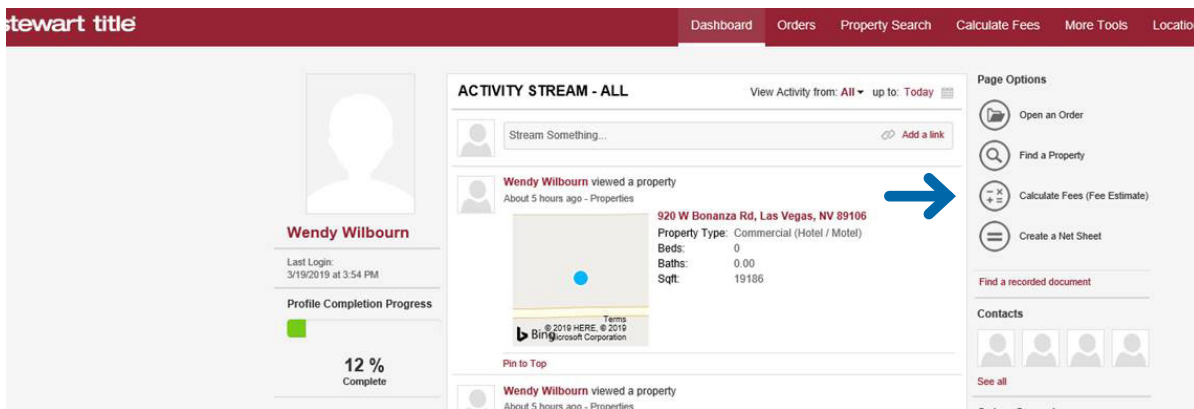 stewart title
Dashboard Orders Property Search Calculate Fees More Tools
ACTIVITY STREAM - ALL
View Activity from: All up to: Today
Stream Something...
Add a link
Wendy Wilbourn
Last Login:
3/19/2019 at 3:54 PM
Profile Completion Progress
12 %
Complete
Wendy Wilbourn viewed a property
About 5 hours ago - Properties
920 W Bonanza Rd, Las Vegas, NV 89106
Property Type: Commercial (Hotel / Motel)
Beds: 0
Baths: 0.00
Sqft: 19186
Terms
Bing © 2019 HERE, © 2019
Microsoft Corporation
Pin to Top
Wendy Wilbourn viewed a property
About 5 hours ago - Properties
Page Options
Open an Order
Find a Property
Calculate Fees (Fee Estimate)
Create a Net Sheet
Find a recorded document
Contacts
See all